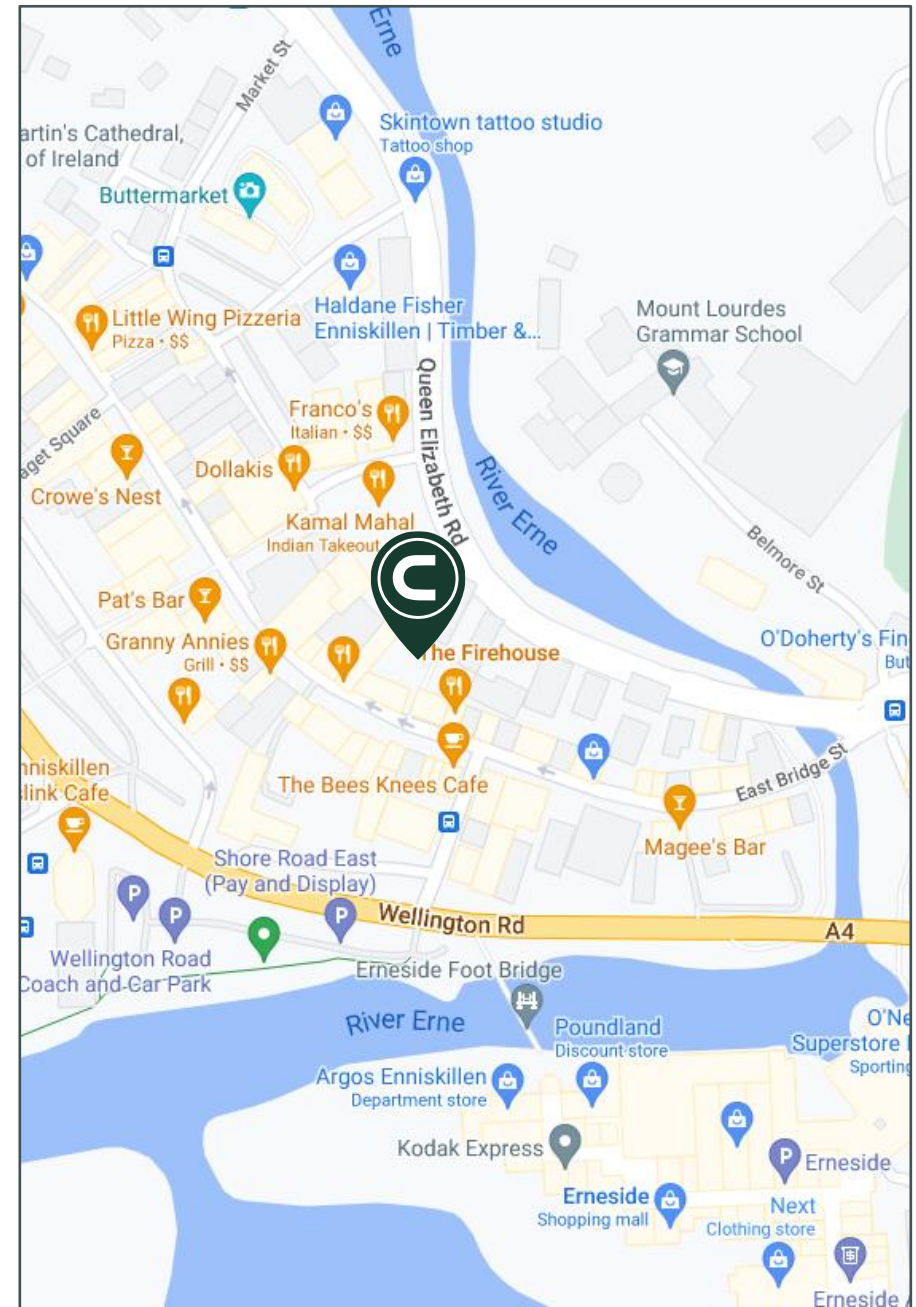 Erne
Market St
Skintown tattoo studio
Tattoo shop
artin's Cathedral,
of Ireland
Buttermarket
Haldane Fisher
Enniskillen | Timber &...
Mount Lourdes
Grammar School
Little Wing Pizzeria
Pizza • $$
Queen Elizabeth Rd
Franco's
Italian • $$
aget Square
Dollakis
Crowe's Nest
River Erne
Kamal Mahal
Indian Takeout
Belmore St
C
Pat's Bar
Granny Annies
Grill • $$
The Firehouse
O'Doherty's Fin
But
nniskillen
link Cafe
The Bees Knees Cafe
East Bridge St
Magee's Bar
Shore Road East
(Pay and Display)
P
P
P
Wellington Rd
A4
Wellington Road
Coach and Car Park
Erneside Foot Bridge
River Erne
Poundland
Discount store
O'Ne
Superstore
Sporting
Argos Enniskillen
Department store
Kodak Express
P
Erneside
Erneside
Shopping mall
Next
Clothing store
$
Erneside